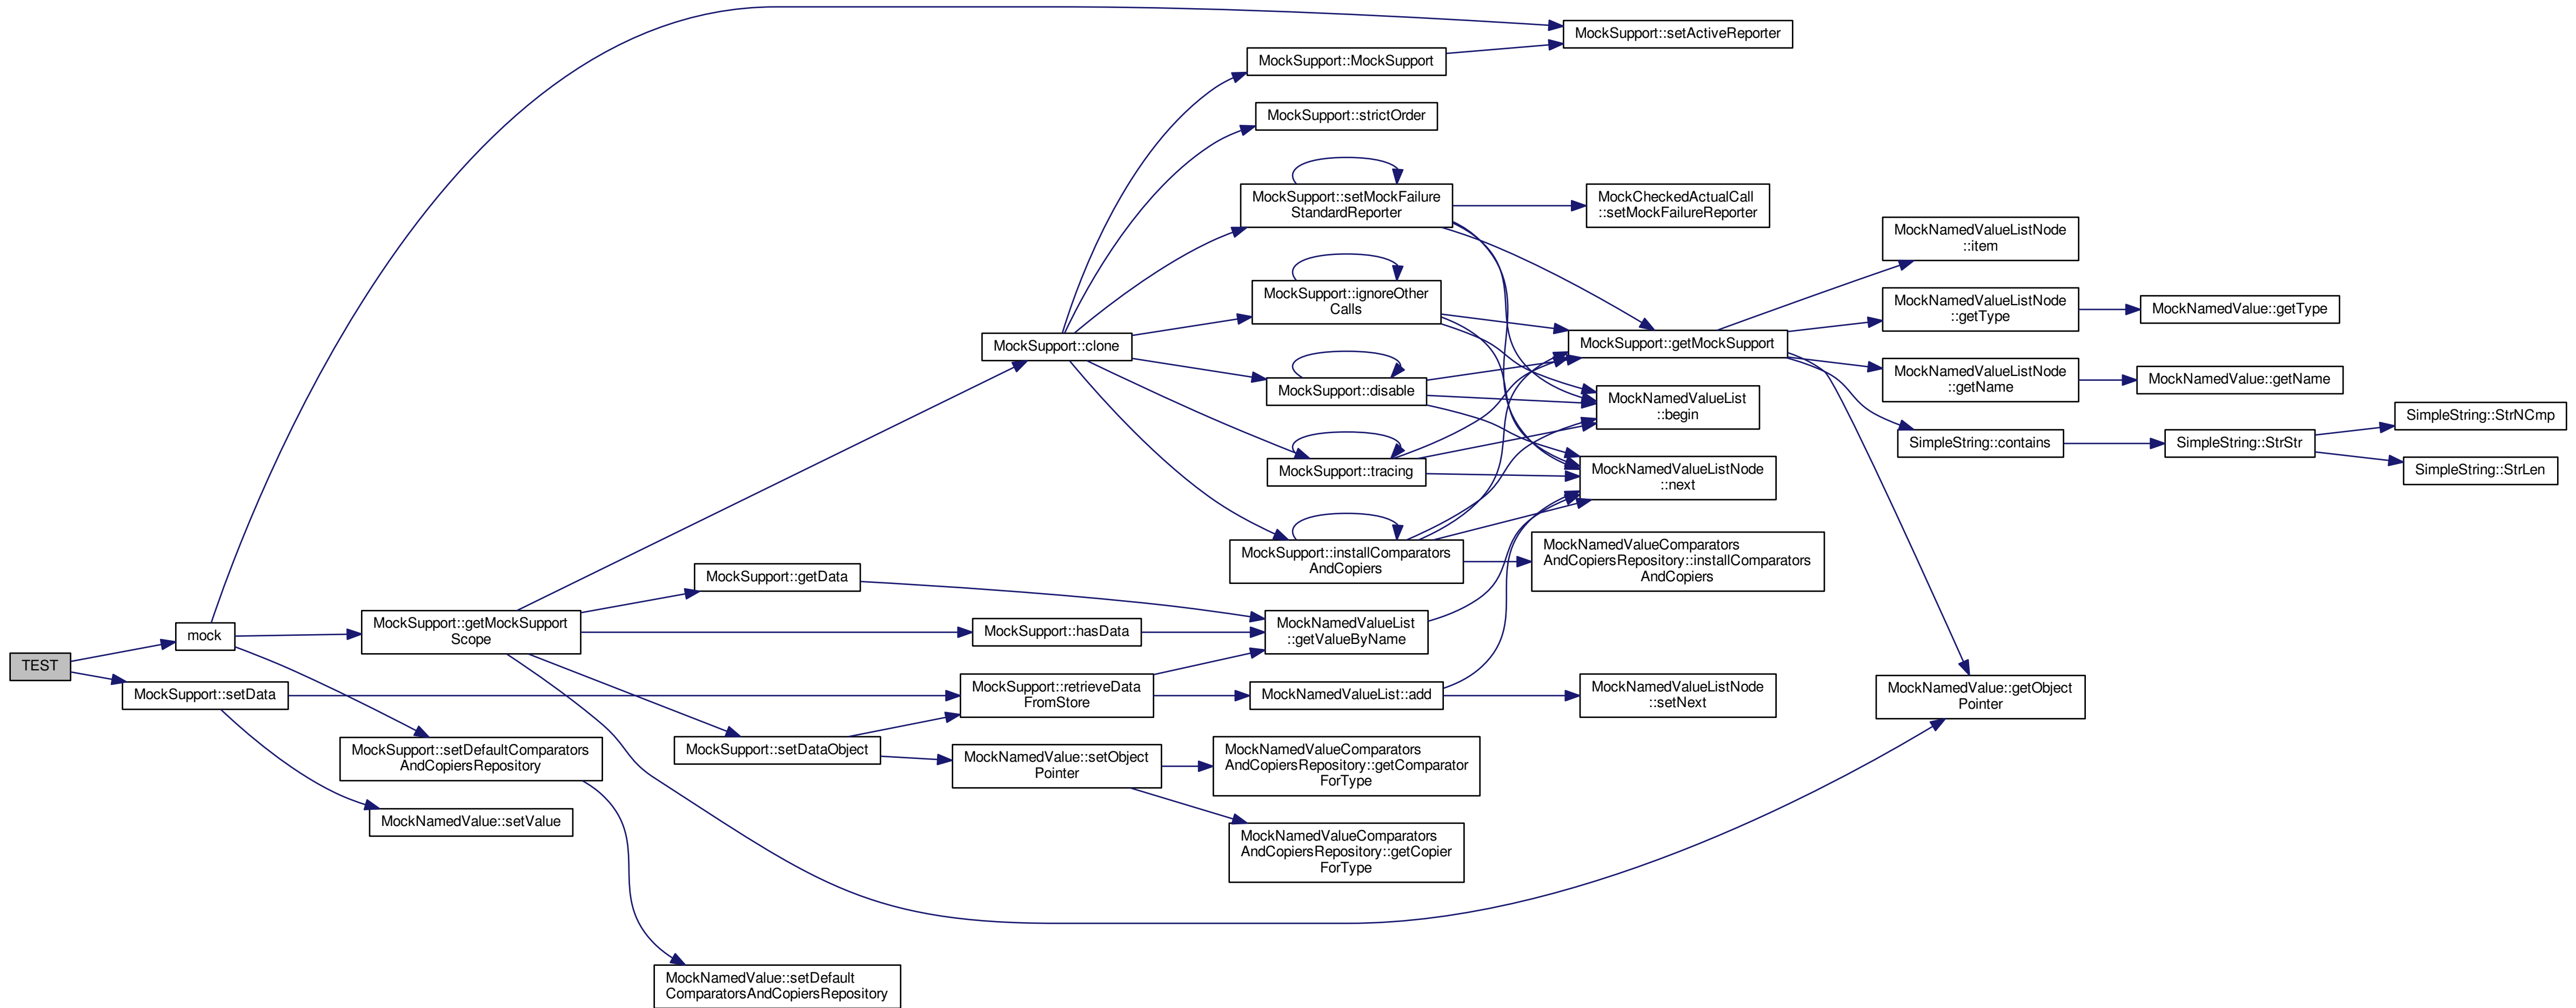 MockSupport::setActiveReporter
MockSupport::MockSupport
MockSupport::strictOrder
MockSupport::setMockFailure
StandardReporter
MockCheckedActualCall
::setMockFailureReporter
MockNamedValueListNode
::item
MockSupport::ignoreOther
Calls
MockNamedValueListNode
::getType
MockNamedValue::getType
MockSupport::clone
MockSupport::getMockSupport
MockNamedValueListNode
::getName
MockNamedValue::getName
MockSupport::disable
MockNamedValueList
::begin
SimpleString::StrNCmp
SimpleString::contains
SimpleString::StrStr
MockSupport::tracing
MockNamedValueListNode
::next
SimpleString::StrLen
MockSupport::installComparators
AndCopiers
MockNamedValueComparators
AndCopiersRepository::installComparators
AndCopiers
MockSupport::getData
mock
MockSupport::getMockSupport
Scope
MockSupport::hasData
MockNamedValueList
::getValueByName
TEST
MockSupport::setData
MockSupport::retrieveData
FromStore
MockNamedValueList::add
MockNamedValueListNode
::setNext
MockNamedValue::getObject
Pointer
MockSupport::setDefaultComparators
AndCopiersRepository
MockSupport::setDataObject
MockNamedValue::setObject
Pointer
MockNamedValueComparators
AndCopiersRepository::getComparator
ForType
MockNamedValue::setValue
MockNamedValueComparators
AndCopiersRepository::getCopier
ForType
MockNamedValue::setDefault
ComparatorsAndCopiersRepository